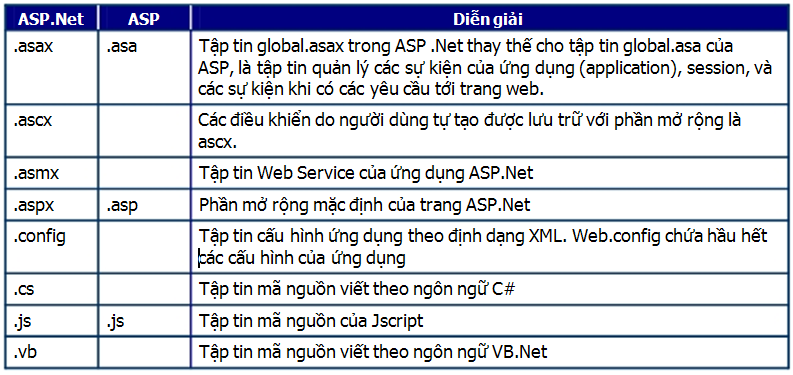 ASP.Net ASP Diễn giải
.asax .asa Tập tin global.asax trong ASP .Net thay thế cho tập tin global.asa của
ASP, là tập tin quản lý các sự kiện của ứng dụng (application), session, và
các sự kiện khi có các yêu cầu tới trang web.
.ascx Các điều khiển do người dùng tự tạo được lưu trữ với phần mở rộng là
ascx.
.asmx Tập tin Web Service của ứng dụng ASP.Net
.aspx .asp Phần mở rộng mặc định của trang ASP.Net
.config Tập tin cấu hình ứng dụng theo định dạng XML. Web.config chứa hầu hết
các cấu hình của ứng dụng
.cs Tập tin mã nguồn viết theo ngôn ngữ C#
.js .js Tập tin mã nguồn của Jscript
.vb Tập tin mã nguồn viết theo ngôn ngữ VB.Net